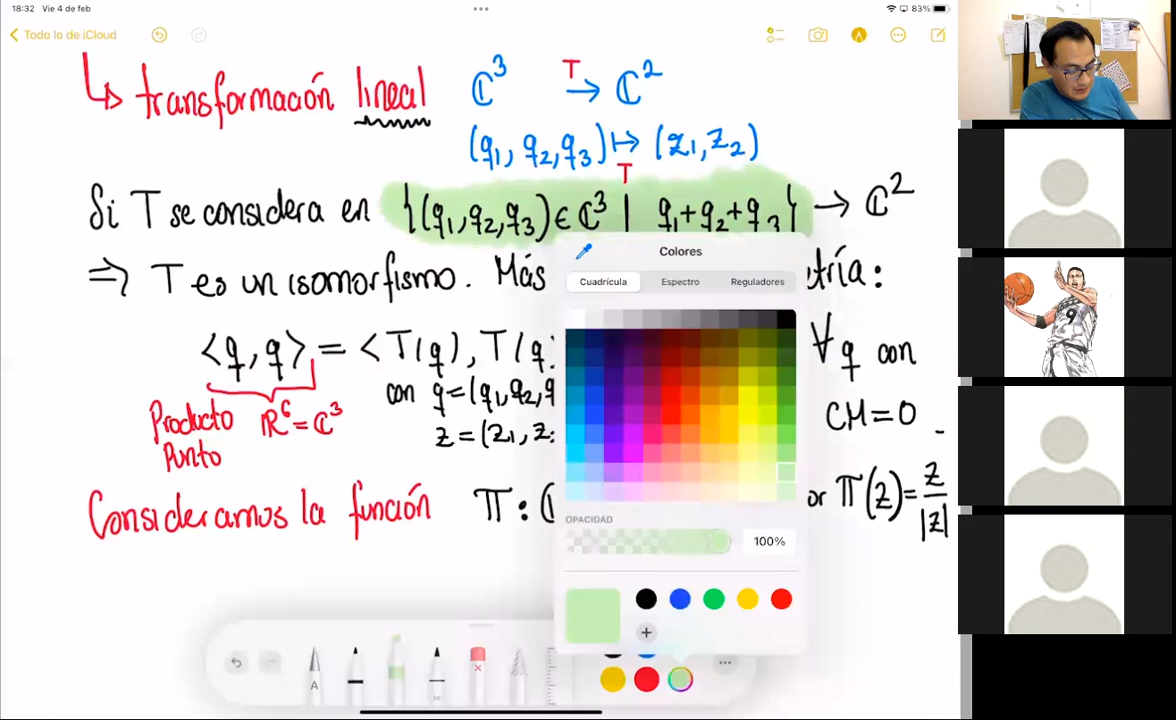 18:32 Vie 4 de feb
83%
Todo lo de iCloud
↳ transformación lineal ℂ³ T→ ℂ²
(q₁, q₂, q₃) ↦ (z₁, z₂)
T
Si T se considera en {(q₁,q₂,q₃) ∈ ℂ³ | q₁+q₂+q₃} → ℂ²
⇒ T es un isomorfismo. Más tría:
<q,q> = <T(q), T(q ∀ q con
Producto Punto ℝ⁶=ℂ³
con q=(q₁,q₂,q CM=0
z=(z₁, z
Consideramos la función π: or π(z)=z/|z|
Colores
Cuadrícula Espectro Reguladores
OPACIDAD
100%
A
9